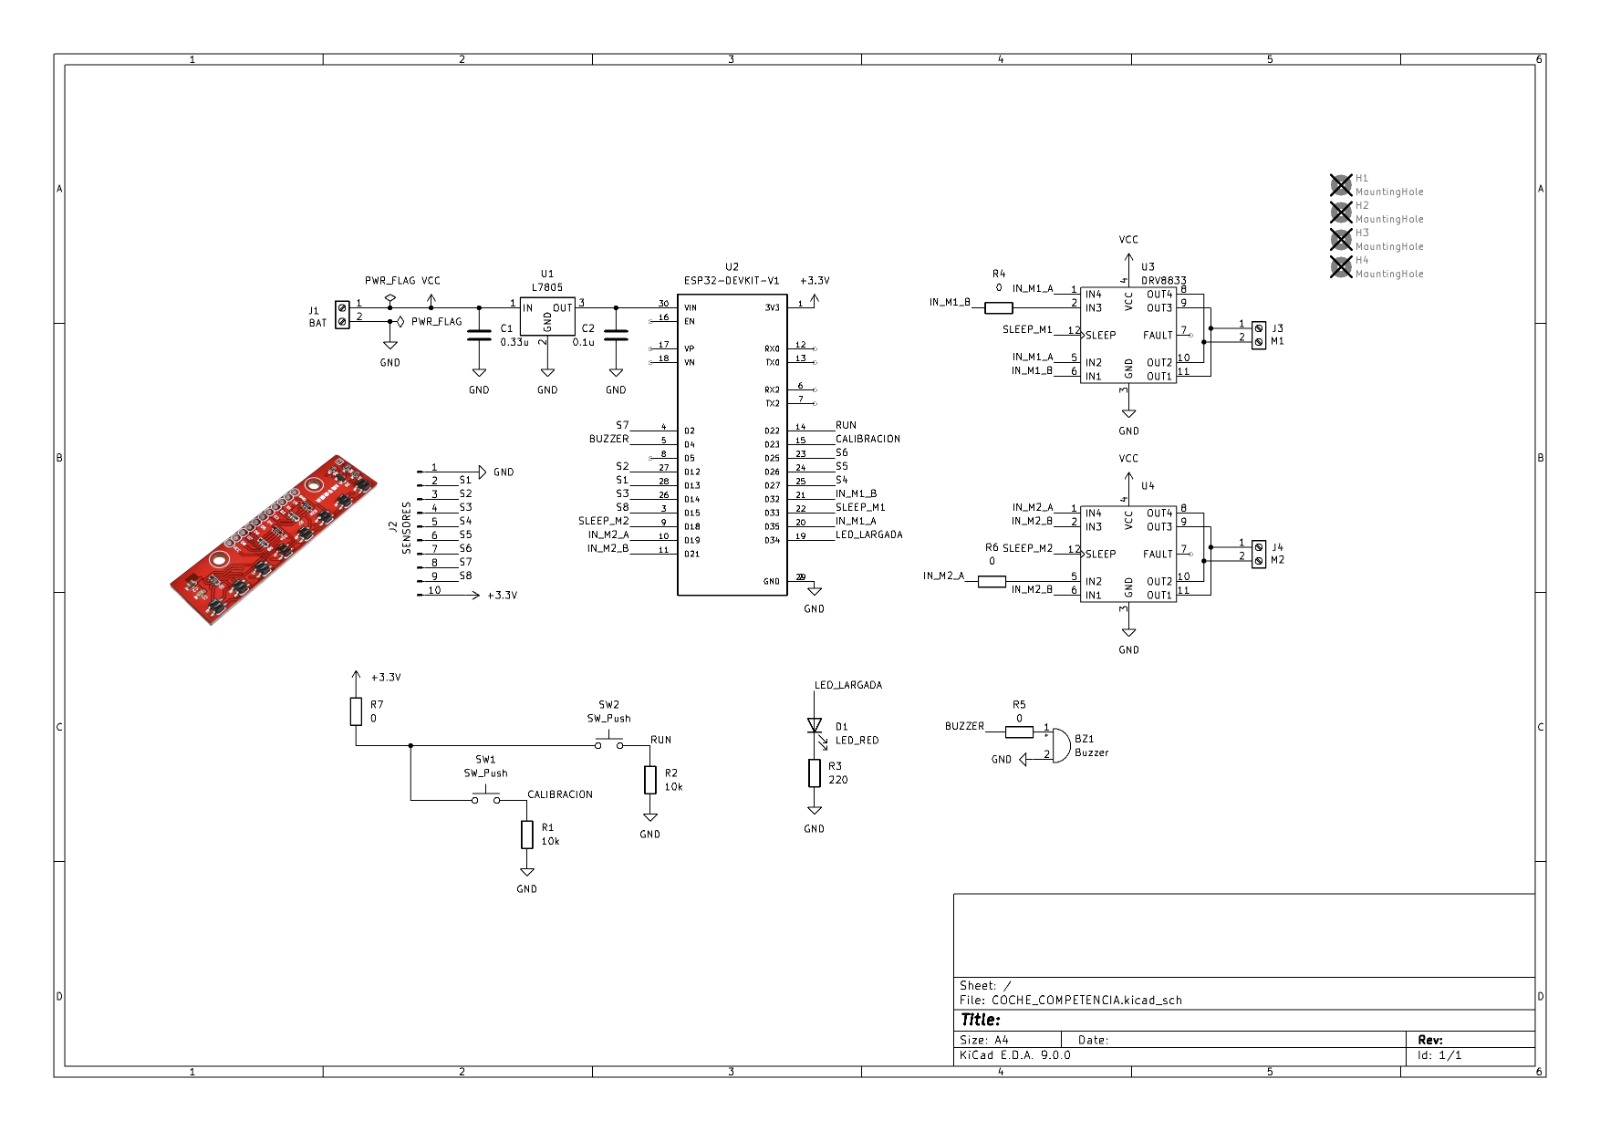 1 2 3 4 5 6
A A
H1
MountingHole
H2
MountingHole
H3
MountingHole
H4
MountingHole
PWR_FLAG VCC
J1
BAT
1
2
PWR_FLAG
GND
C1
0.33u
GND
U1
L7805
1 IN OUT 3
GND
2
GND
C2
0.1u
GND
U2
ESP32-DEVKIT-V1
+3.3V
30 VIN 3V3 1
16 EN
17 VP RX0 12
18 VN TX0 13
RX2 6
TX2 7
S7 4 D2 D22 14 RUN
BUZZER 5 D4 D23 15 CALIBRACION
8 D5 D25 23 S6
S2 27 D12 D26 24 S5
S1 28 D13 D27 25 S4
S3 26 D14 D32 21 IN_M1_B
S8 3 D15 D33 22 SLEEP_M1
SLEEP_M2 9 D18 D35 20 IN_M1_A
IN_M2_A 10 D19 D34 19 LED_LARGADA
IN_M2_B 11 D21
GND
GND
VCC
U3
DRV8833
4
VCC
R4
0
IN_M1_A 1 IN4 OUT4 8
IN_M1_B 2 IN3 OUT3 9
SLEEP_M1 12 SLEEP FAULT 7
IN_M1_A 5 IN2 OUT2 10
IN_M1_B 6 IN1 OUT1 11
GND
3
GND
1 J3
2 M1
VCC
U4
4
VCC
IN_M2_A 1 IN4 OUT4 8
IN_M2_B 2 IN3 OUT3 9
R6 SLEEP_M2 12 SLEEP FAULT 7
0
IN_M2_A 5 IN2 OUT2 10
IN_M2_B 6 IN1 OUT1 11
GND
3
GND
1 J4
2 M2
B B
J2
SENSORES
1 GND
2 S1
3 S2
4 S3
5 S4
6 S5
7 S6
8 S7
9 S8
10 +3.3V
C C
+3.3V
R7
0
SW2
SW_Push
RUN
R2
10k
GND
SW1
SW_Push
CALIBRACION
R1
10k
GND
LED_LARGADA
D1
LED_RED
R3
220
GND
R5
0
BUZZER 1
GND 2
BZ1
Buzzer
D D
Sheet: /
File: COCHE_COMPETENCIA.kicad_sch
Title:
Size: A4 Date: Rev:
KiCad E.D.A. 9.0.0 Id: 1/1
1 2 3 4 5 6